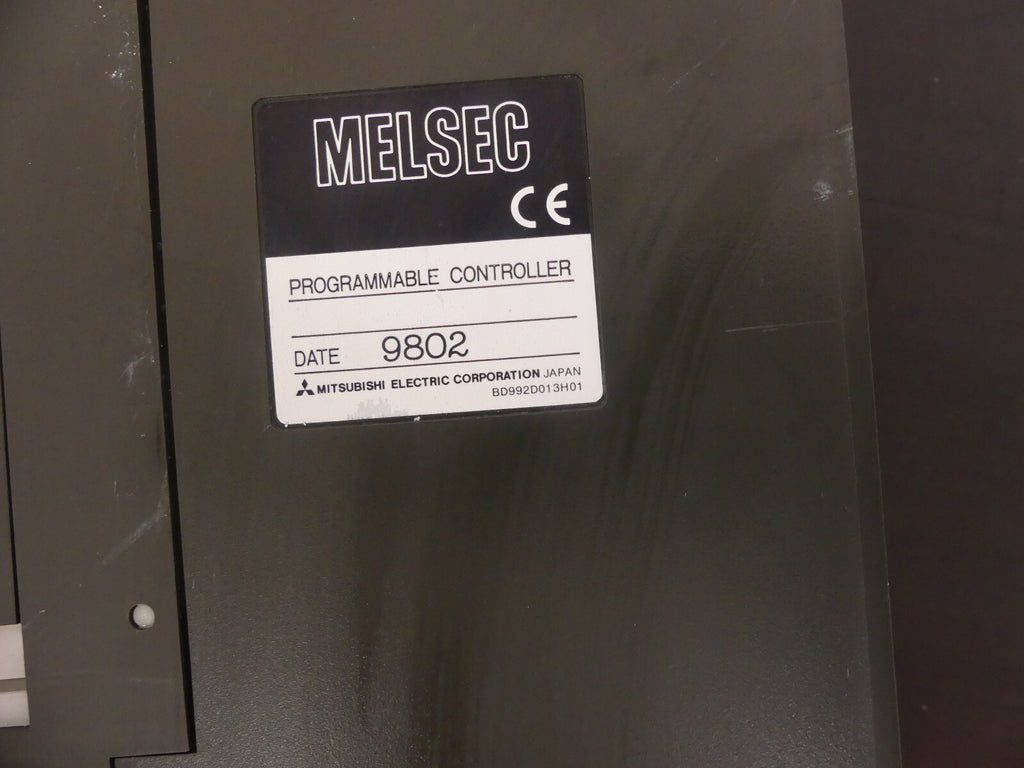 MELSEC
CE
PROGRAMMABLE CONTROLLER
DATE 9802
MITSUBISHI ELECTRIC CORPORATION JAPAN
BD992D013H01